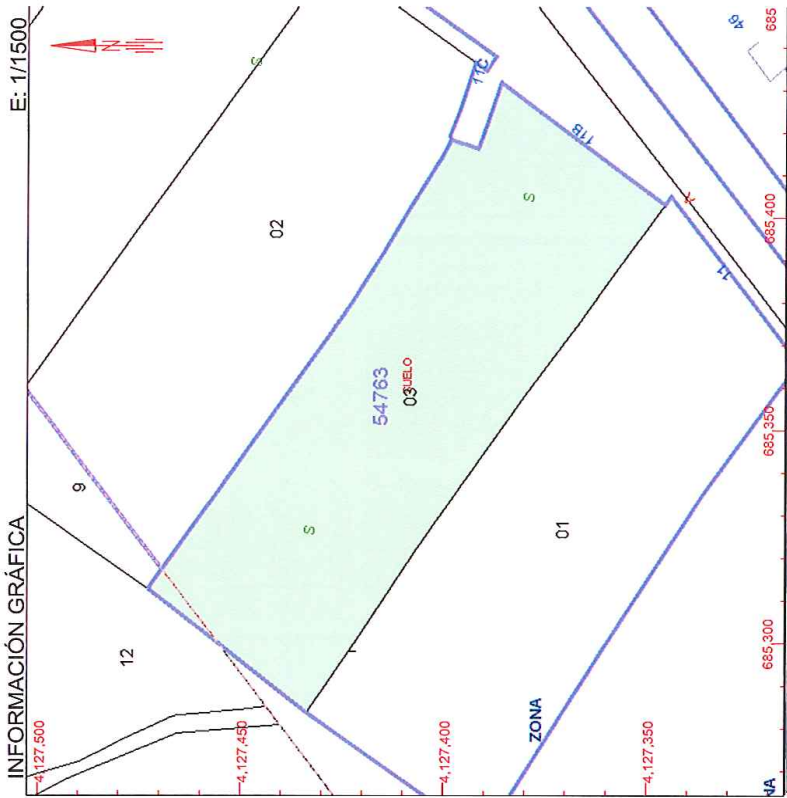 INFORMACIÓN GRÁFICA
E: 1/1500
N
4,127,500
9
S
12
02
11C
46
4,127,450
54763
03
SUELO
S
S
11B
4,127,400
01
11
ZONA
4,127,350
685,300
685,350
685,400
685
NA